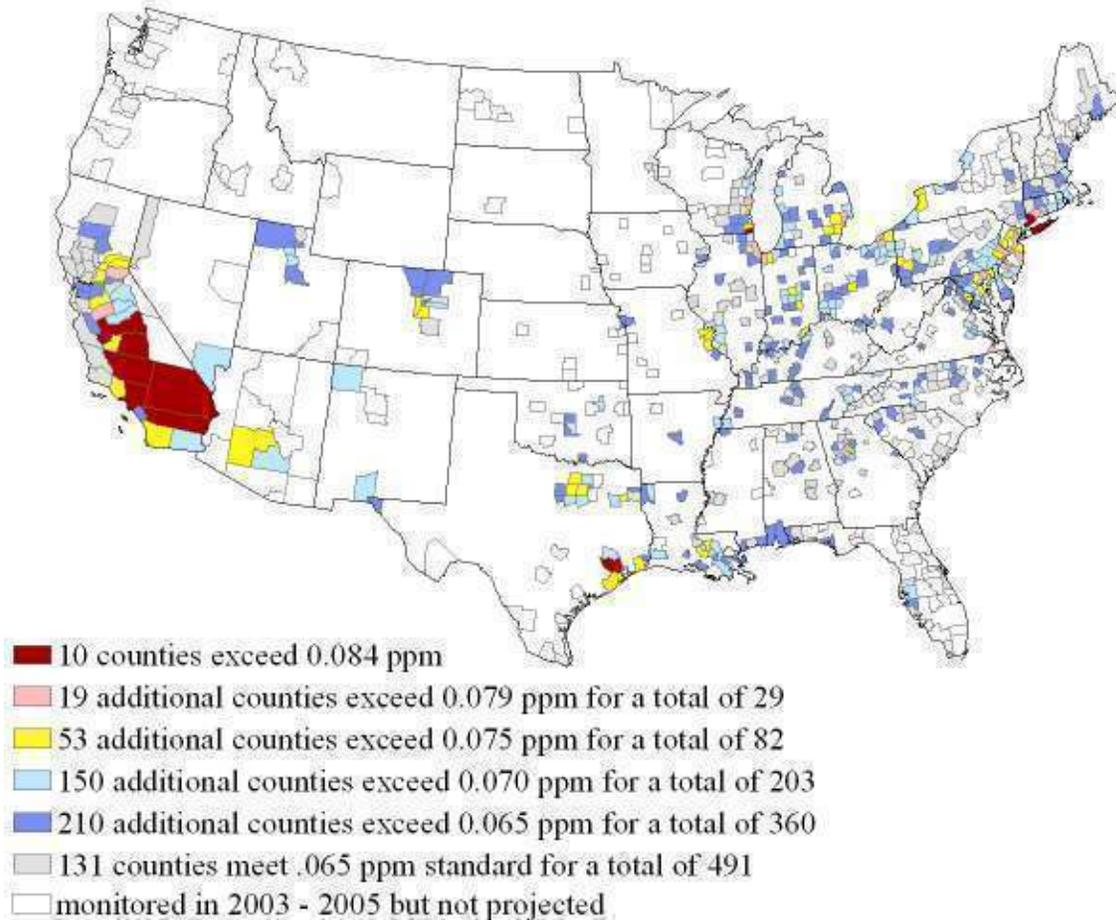 10 counties exceed 0.084 ppm
19 additional counties exceed 0.079 ppm for a total of 29
53 additional counties exceed 0.075 ppm for a total of 82
150 additional counties exceed 0.070 ppm for a total of 203
210 additional counties exceed 0.065 ppm for a total of 360
131 counties meet .065 ppm standard for a total of 491
monitored in 2003 - 2005 but not projected